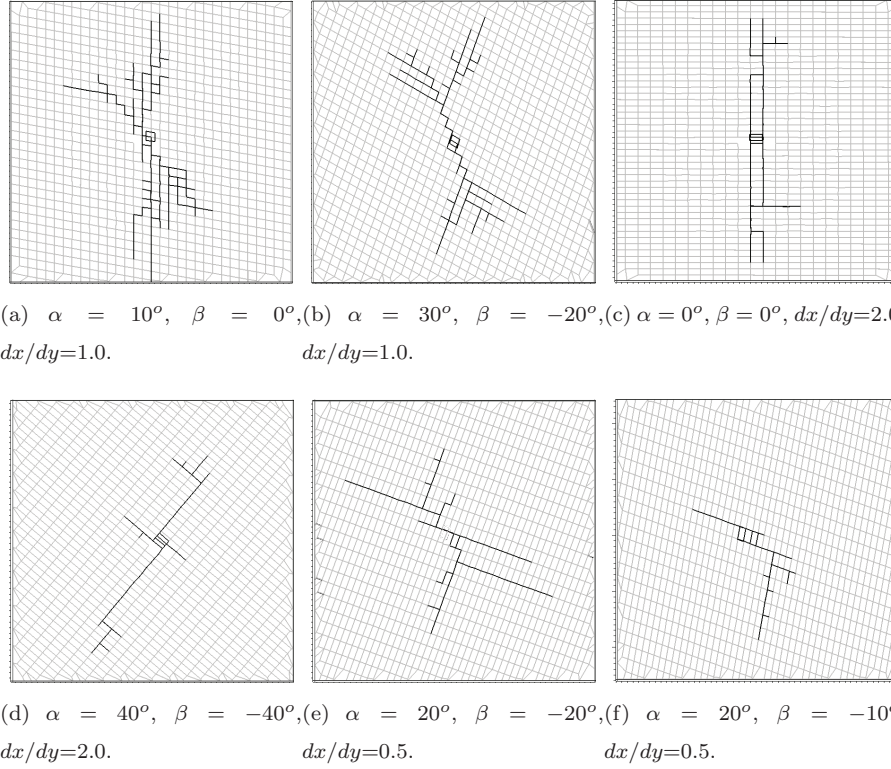 (a) α = 10°, β = 0°, dx/dy=1.0.
(b) α = 30°, β = −20°, dx/dy=1.0.
(c) α = 0°, β = 0°, dx/dy=2.0
(d) α = 40°, β = −40°, dx/dy=2.0.
(e) α = 20°, β = −20°, dx/dy=0.5.
(f) α = 20°, β = −10° dx/dy=0.5.